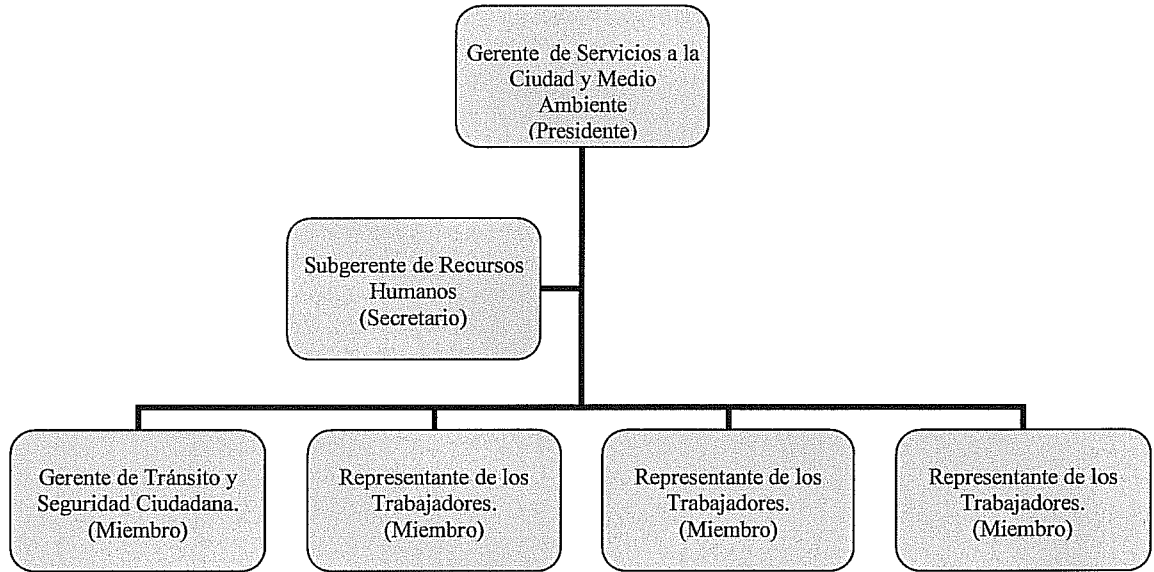 Gerente de Servicios a la
Ciudad y Medio
Ambiente
(Presidente)
Subgerente de Recursos
Humanos
(Secretario)
Gerente de Tránsito y
Seguridad Ciudadana.
(Miembro)
Representante de los
Trabajadores.
(Miembro)
Representante de los
Trabajadores.
(Miembro)
Representante de los
Trabajadores.
(Miembro)